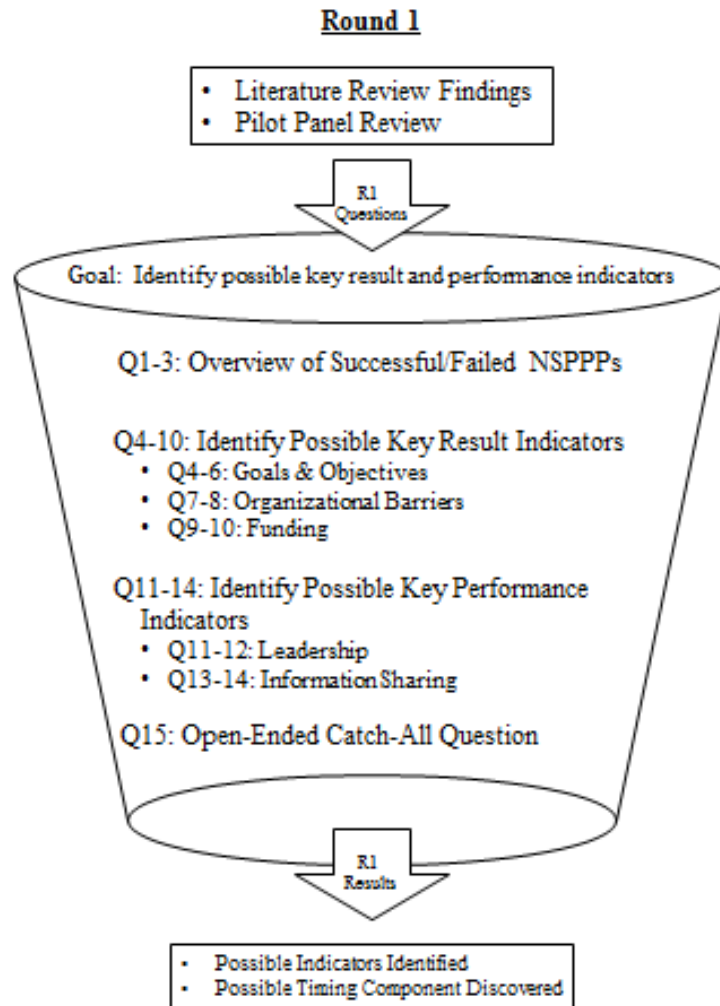 Round 1
• Literature Review Findings
• Pilot Panel Review
R1
Questions
Goal: Identify possible key result and performance indicators
Q1-3: Overview of Successful/Failed NSPPPs
Q4-10: Identify Possible Key Result Indicators
• Q4-6: Goals & Objectives
• Q7-8: Organizational Barriers
• Q9-10: Funding
Q11-14: Identify Possible Key Performance
Indicators
• Q11-12: Leadership
• Q13-14: Information Sharing
Q15: Open-Ended Catch-All Question
R1
Results
• Possible Indicators Identified
• Possible Timing Component Discovered